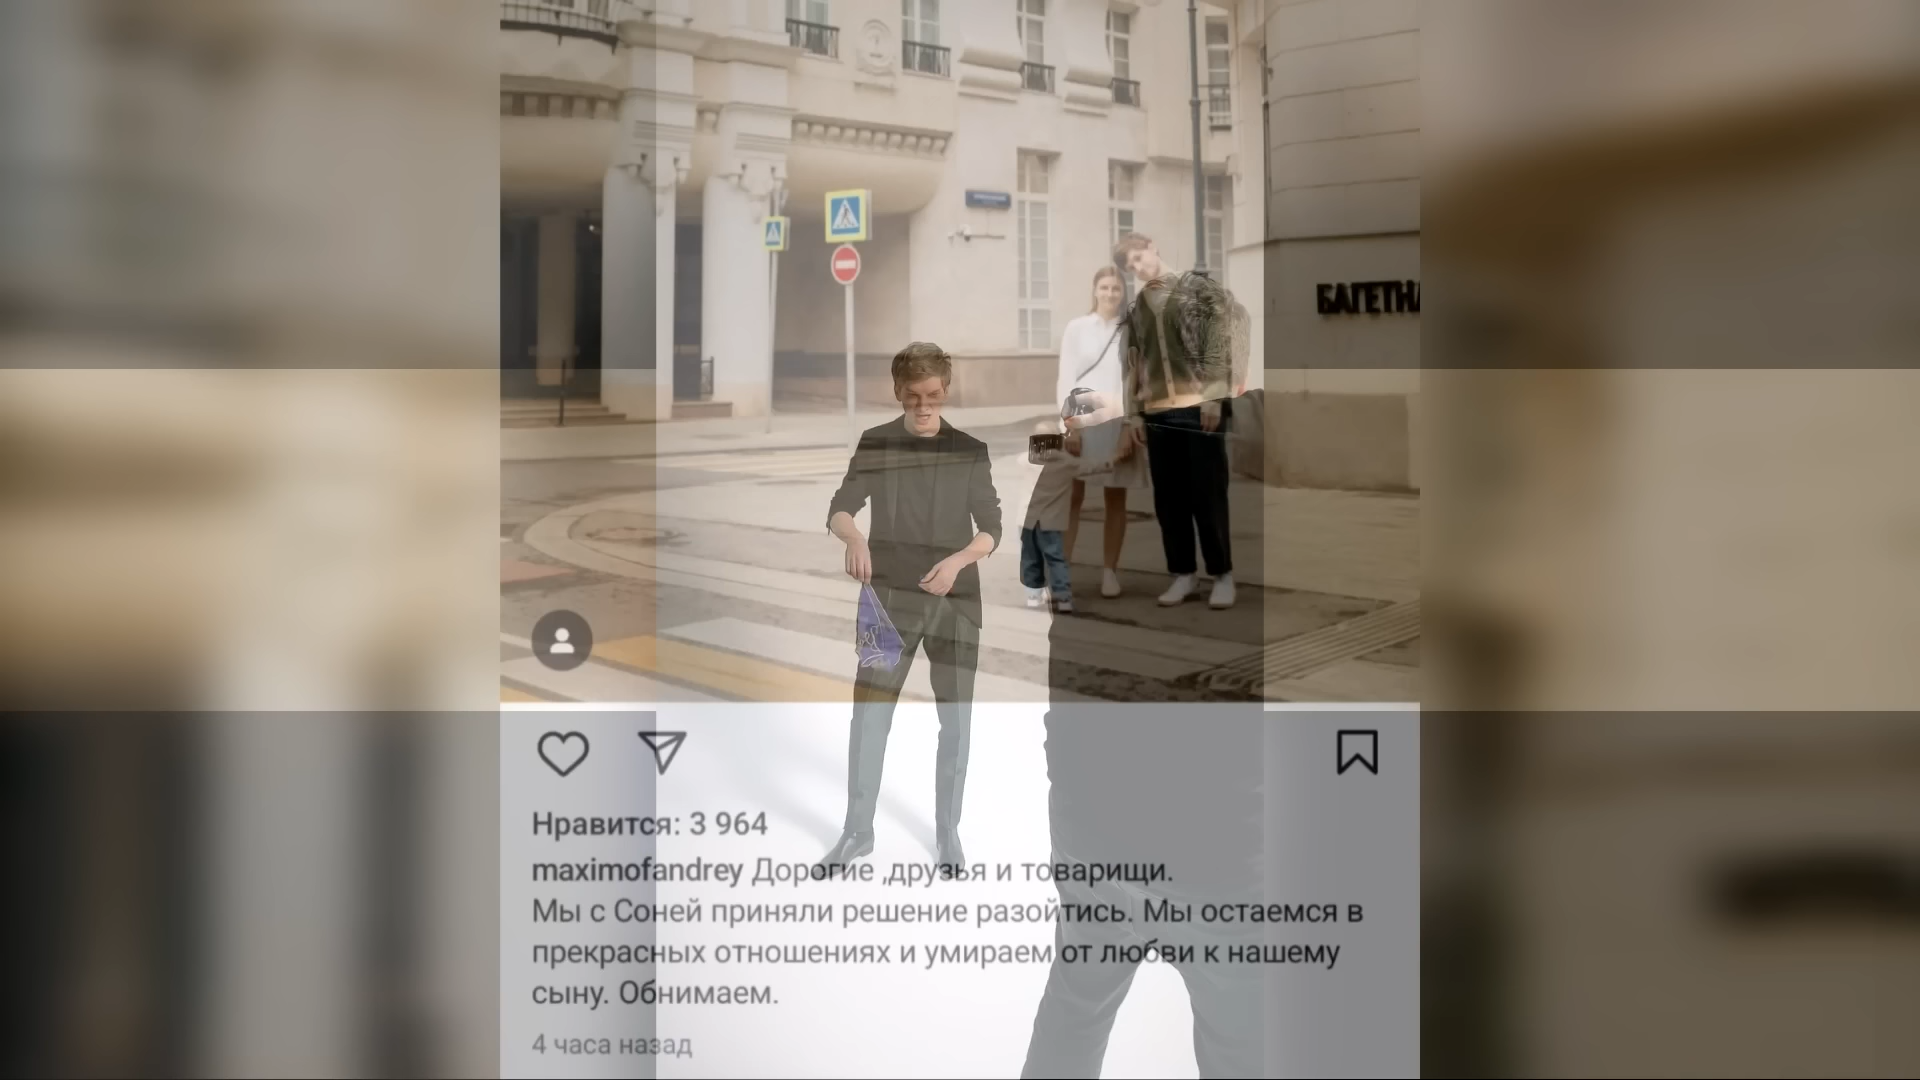 БАГЕТНА
Нравится: 3 964
maximofandrey Дорогие ,друзья и товарищи.
Мы с Соней приняли решение разойтись. Мы остаемся в
прекрасных отношениях и умираем от любви к нашему
сыну. Обнимаем.
4 часа назад